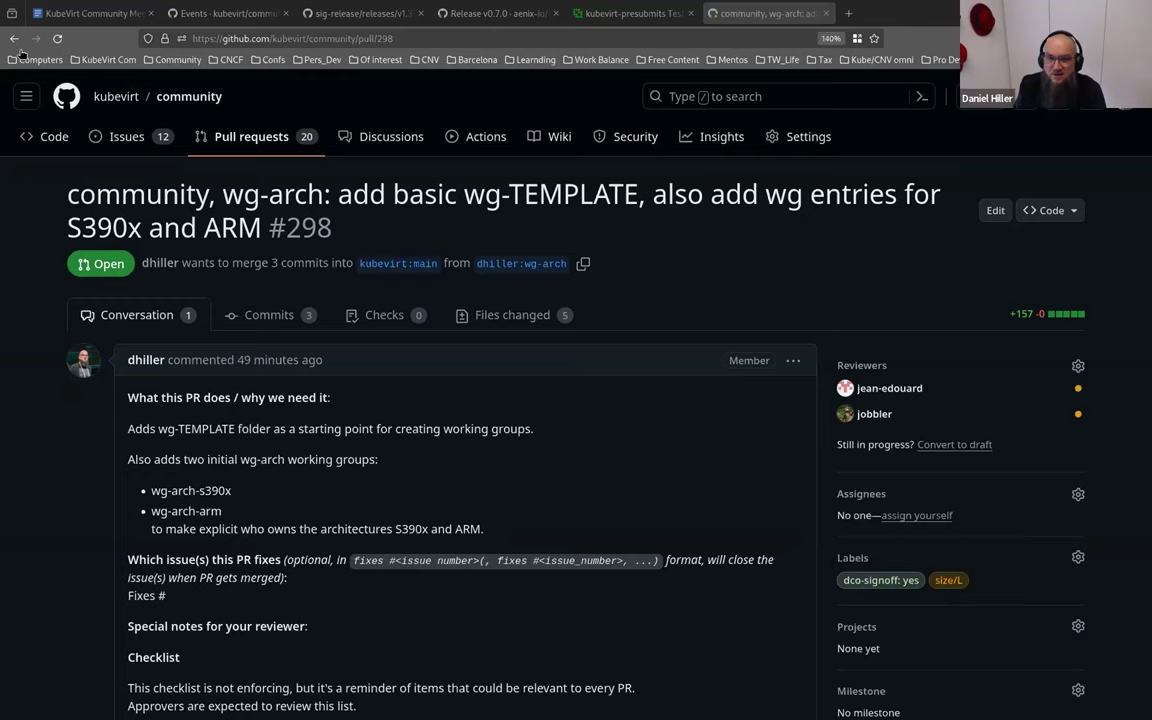 KubeVirt Community Me
Events · kubevirt/commu
sig-release/releases/v1.3
Release v0.7.0 · aenix-io/
kubevirt-presubmits Tes
community, wg-arch: ad
https://github.com/kubevirt/community/pull/298
140%
Computers
KubeVirt Com
Community
CNCF
Confs
Pers_Dev
Of interest
CNV
Barcelona
Learnding
Work Balance
Free Content
Mentos
TW_Life
Tax
Kube/CNV omni
Pro De
Daniel Hiller
kubevirt / community
Type / to search
Code
Issues 12
Pull requests 20
Discussions
Actions
Wiki
Security
Insights
Settings
community, wg-arch: add basic wg-TEMPLATE, also add wg entries for
S390x and ARM #298
Edit
<> Code
Open
dhiller wants to merge 3 commits into kubevirt:main from dhiller:wg-arch
Conversation 1
Commits 3
Checks 0
Files changed 5
+157 -0
dhiller commented 49 minutes ago
Member
What this PR does / why we need it:
Adds wg-TEMPLATE folder as a starting point for creating working groups.
Also adds two initial wg-arch working groups:
• wg-arch-s390x
• wg-arch-arm
to make explicit who owns the architectures S390x and ARM.
Which issue(s) this PR fixes (optional, in fixes #<issue number>(, fixes #<issue_number>, ...) format, will close the
issue(s) when PR gets merged):
Fixes #
Special notes for your reviewer:
Checklist
This checklist is not enforcing, but it's a reminder of items that could be relevant to every PR.
Approvers are expected to review this list.
Reviewers
jean-edouard
jobbler
Still in progress? Convert to draft
Assignees
No one—assign yourself
Labels
dco-signoff: yes
size/L
Projects
None yet
Milestone
No milestone